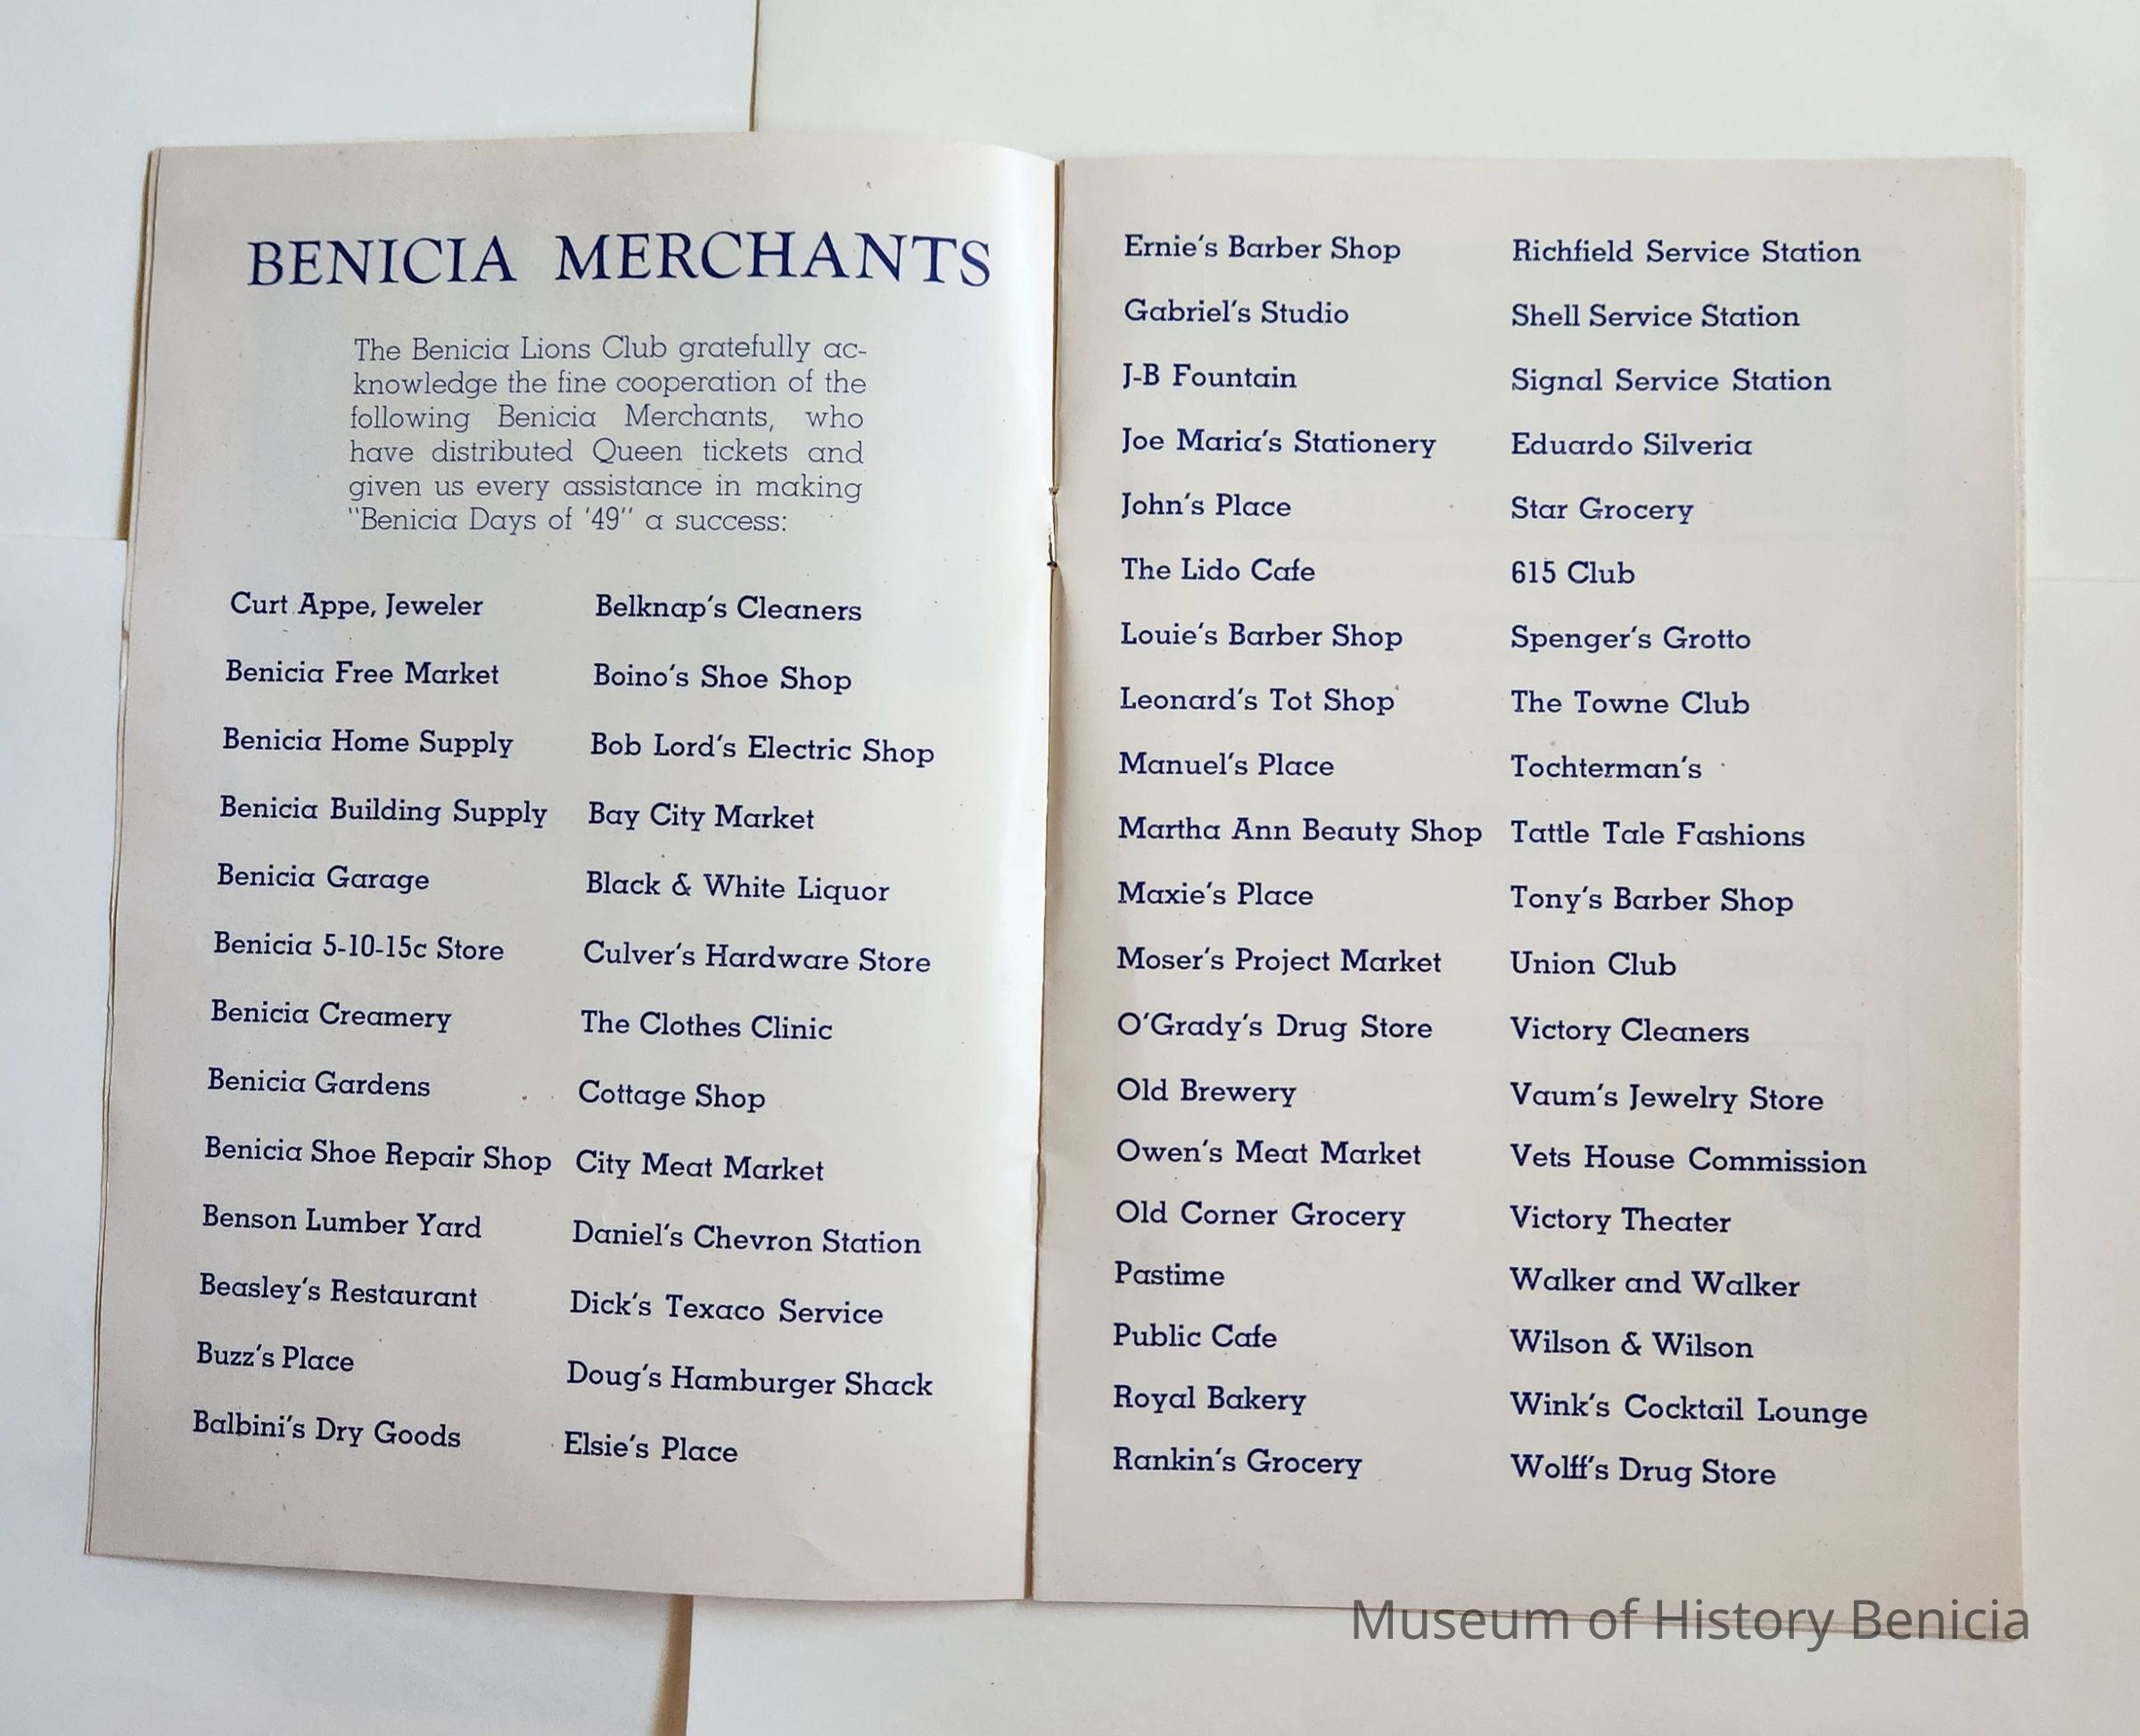 BENICIA MERCHANTS
The Benicia Lions Club gratefully ac-
knowledge the fine cooperation of the
following Benicia Merchants, who
have distributed Queen tickets and
given us every assistance in making
"Benicia Days of '49" a success:
Curt Appe, Jeweler
Benicia Free Market
Benicia Home Supply
Benicia Building Supply
Benicia Garage
Benicia 5-10-15c Store
Benicia Creamery
Benicia Gardens
Benicia Shoe Repair Shop
Benson Lumber Yard
Beasley's Restaurant
Buzz's Place
Balbini's Dry Goods
Belknap's Cleaners
Boino's Shoe Shop
Bob Lord's Electric Shop
Bay City Market
Black & White Liquor
Culver's Hardware Store
The Clothes Clinic
Cottage Shop
City Meat Market
Daniel's Chevron Station
Dick's Texaco Service
Doug's Hamburger Shack
Elsie's Place
Ernie's Barber Shop
Gabriel's Studio
J-B Fountain
Joe Maria's Stationery
John's Place
The Lido Cafe
Louie's Barber Shop
Leonard's Tot Shop
Manuel's Place
Martha Ann Beauty Shop
Maxie's Place
Moser's Project Market
O'Grady's Drug Store
Old Brewery
Owen's Meat Market
Old Corner Grocery
Pastime
Public Cafe
Royal Bakery
Rankin's Grocery
Richfield Service Station
Shell Service Station
Signal Service Station
Eduardo Silveria
Star Grocery
615 Club
Spenger's Grotto
The Towne Club
Tochterman's
Tattle Tale Fashions
Tony's Barber Shop
Union Club
Victory Cleaners
Vaum's Jewelry Store
Vets House Commission
Victory Theater
Walker and Walker
Wilson & Wilson
Wink's Cocktail Lounge
Wolff's Drug Store
Museum of History Benicia